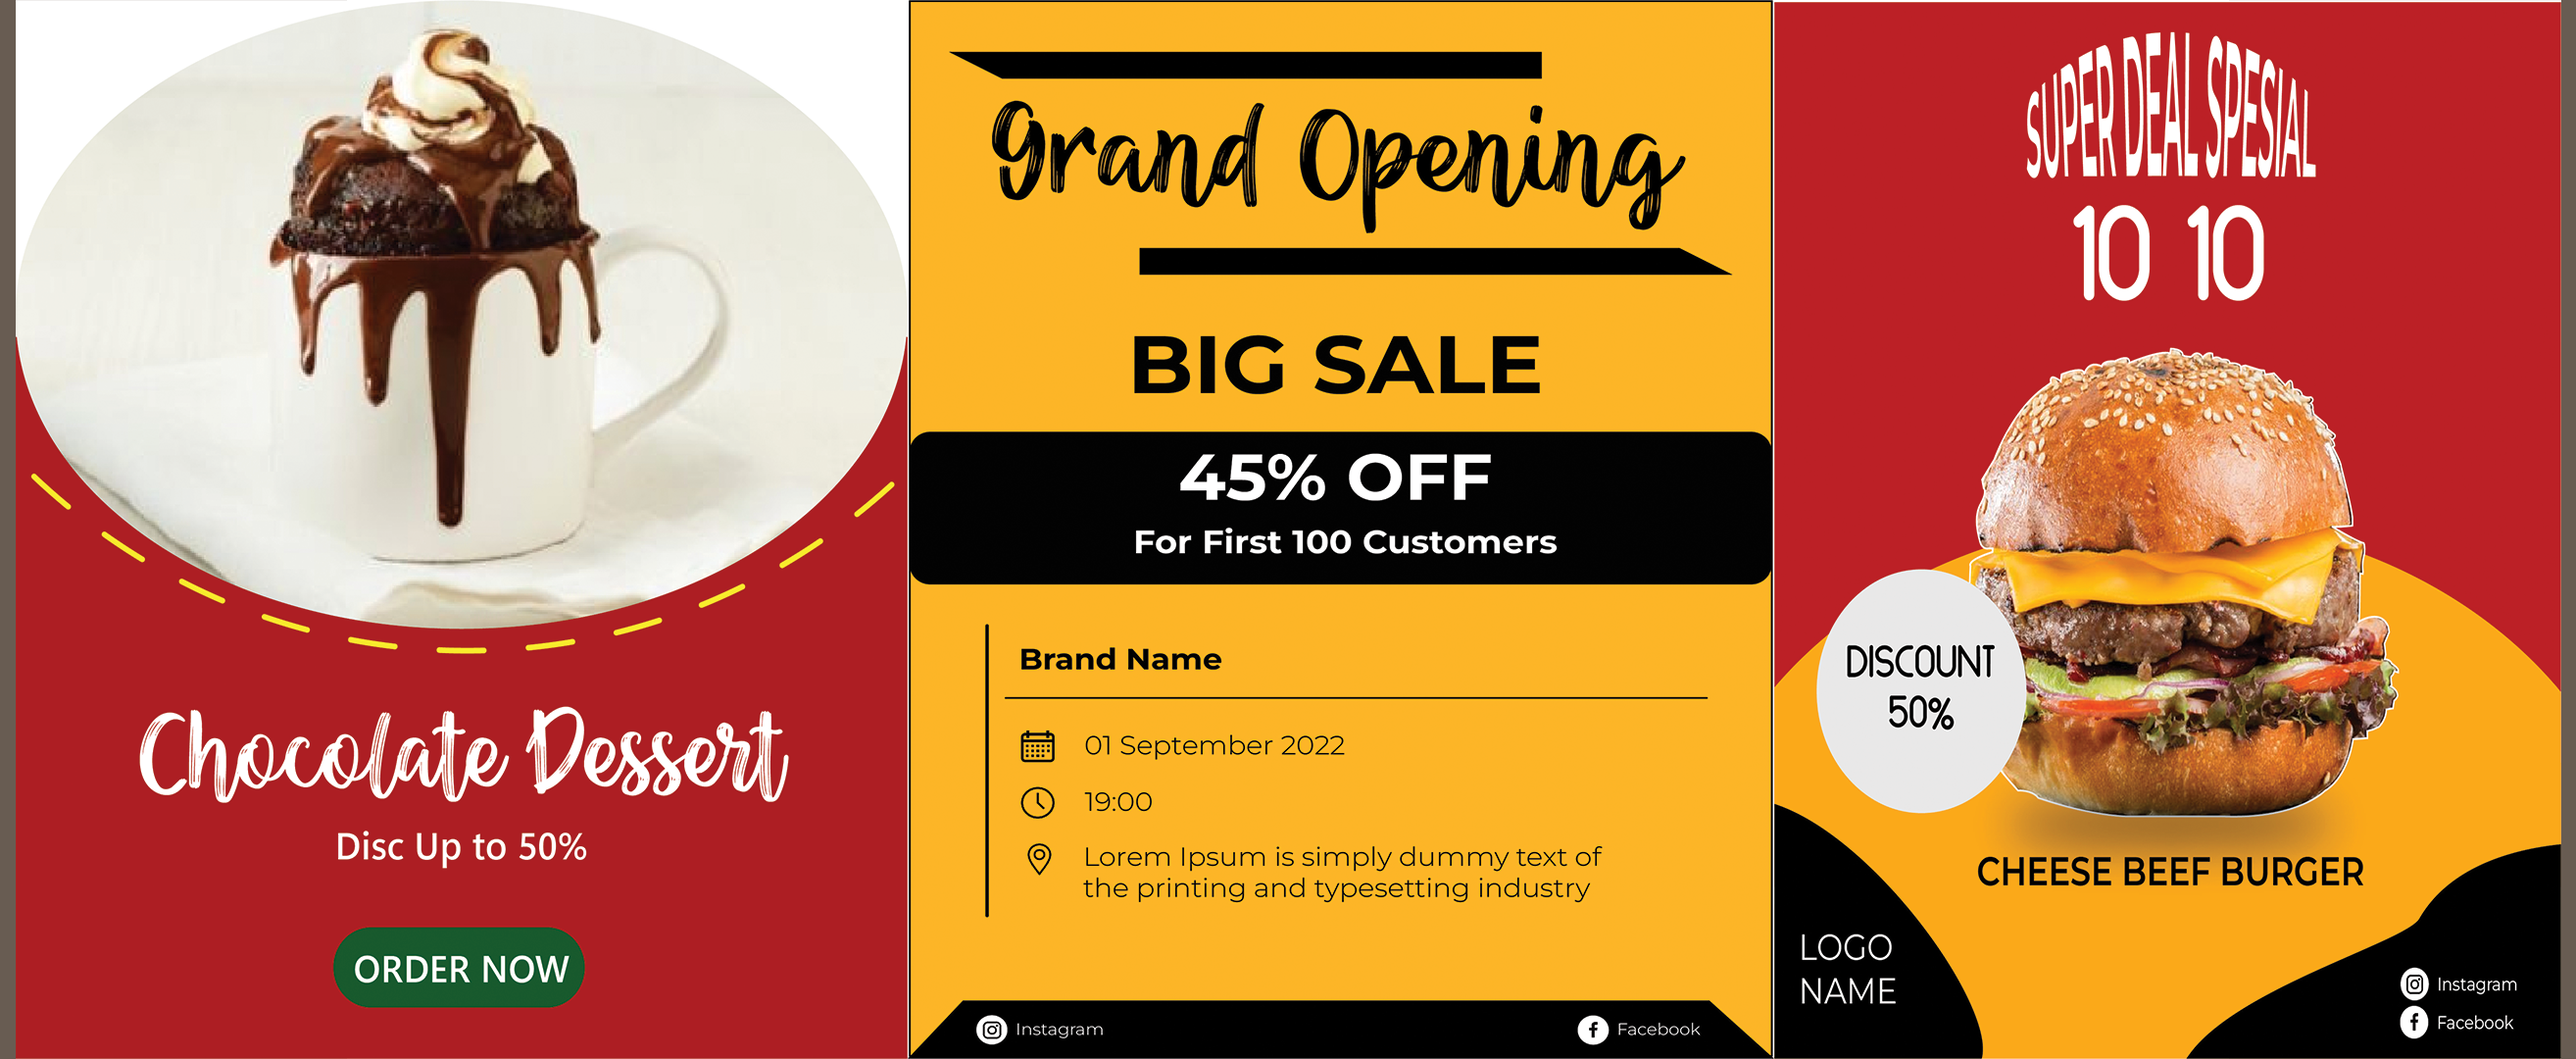 Chocolate Dessert
Disc Up to 50%
ORDER NOW
Grand Opening
BIG SALE
45% OFF
For First 100 Customers
Brand Name
01 September 2022
19:00
Lorem Ipsum is simply dummy text of
the printing and typesetting industry
Instagram
Facebook
SUPER DEAL SPESIAL
10 10
DISCOUNT
50%
CHEESE BEEF BURGER
LOGO
NAME
Instagram
Facebook